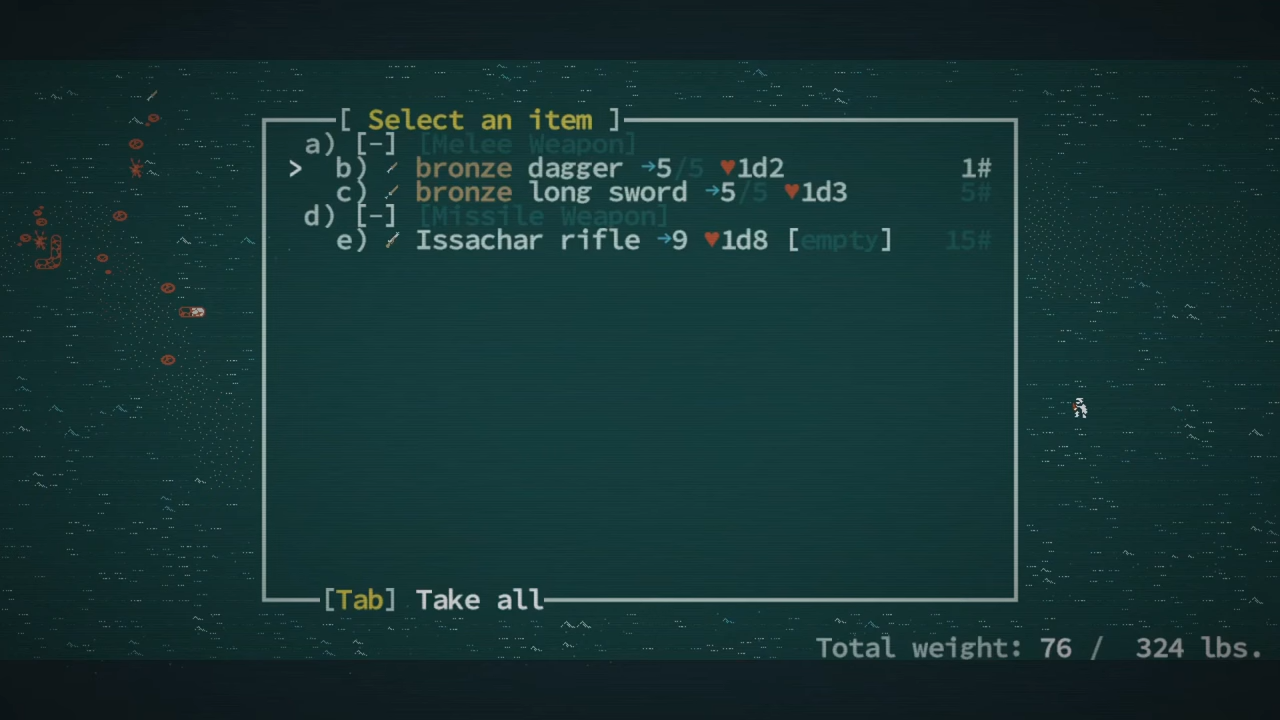 [ Select an item ]
a) [-] [Melee Weapon]
> b) bronze dagger →5/5 ♥1d2 1#
c) bronze long sword →5/5 ♥1d3 5#
d) [-] [Missile Weapon]
e) Issachar rifle →9 ♥1d8 [empty] 15#
[Tab] Take all
Total weight: 76 / 324 lbs.